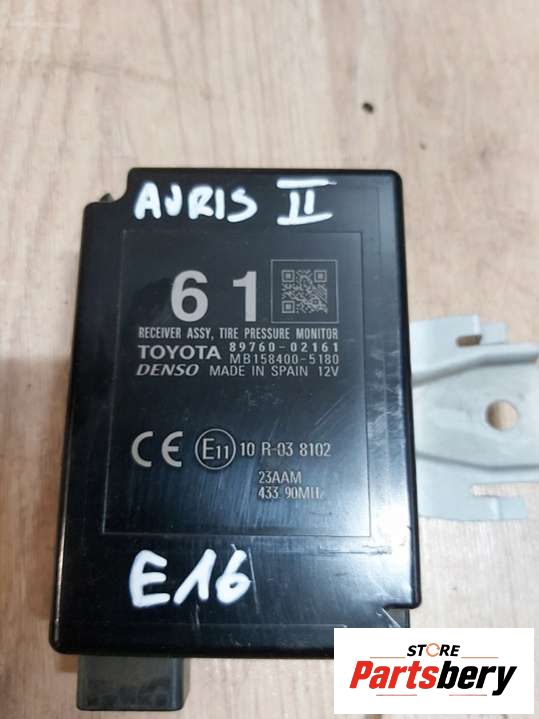 AURIS II
61
RECEIVER ASSY, TIRE PRESSURE MONITOR
TOYOTA 89760-02161
MB158400-5180
DENSO MADE IN SPAIN 12V
CE E11 10 R-03 8102
23AAM
433.90MHz
E16
STORE
Partsbery